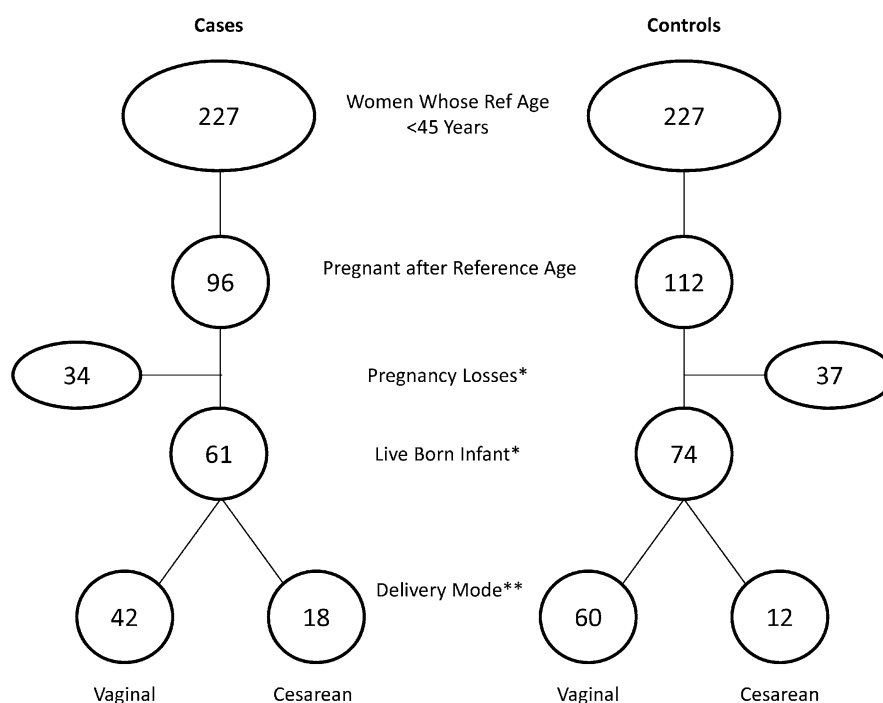 Cases
Controls
227
Women Whose Ref Age
<45 Years
227
96
Pregnant after Reference Age
112
34
Pregnancy Losses*
37
61
Live Born Infant*
74
42
18
Delivery Mode**
60
12
Vaginal
Cesarean
Vaginal
Cesarean